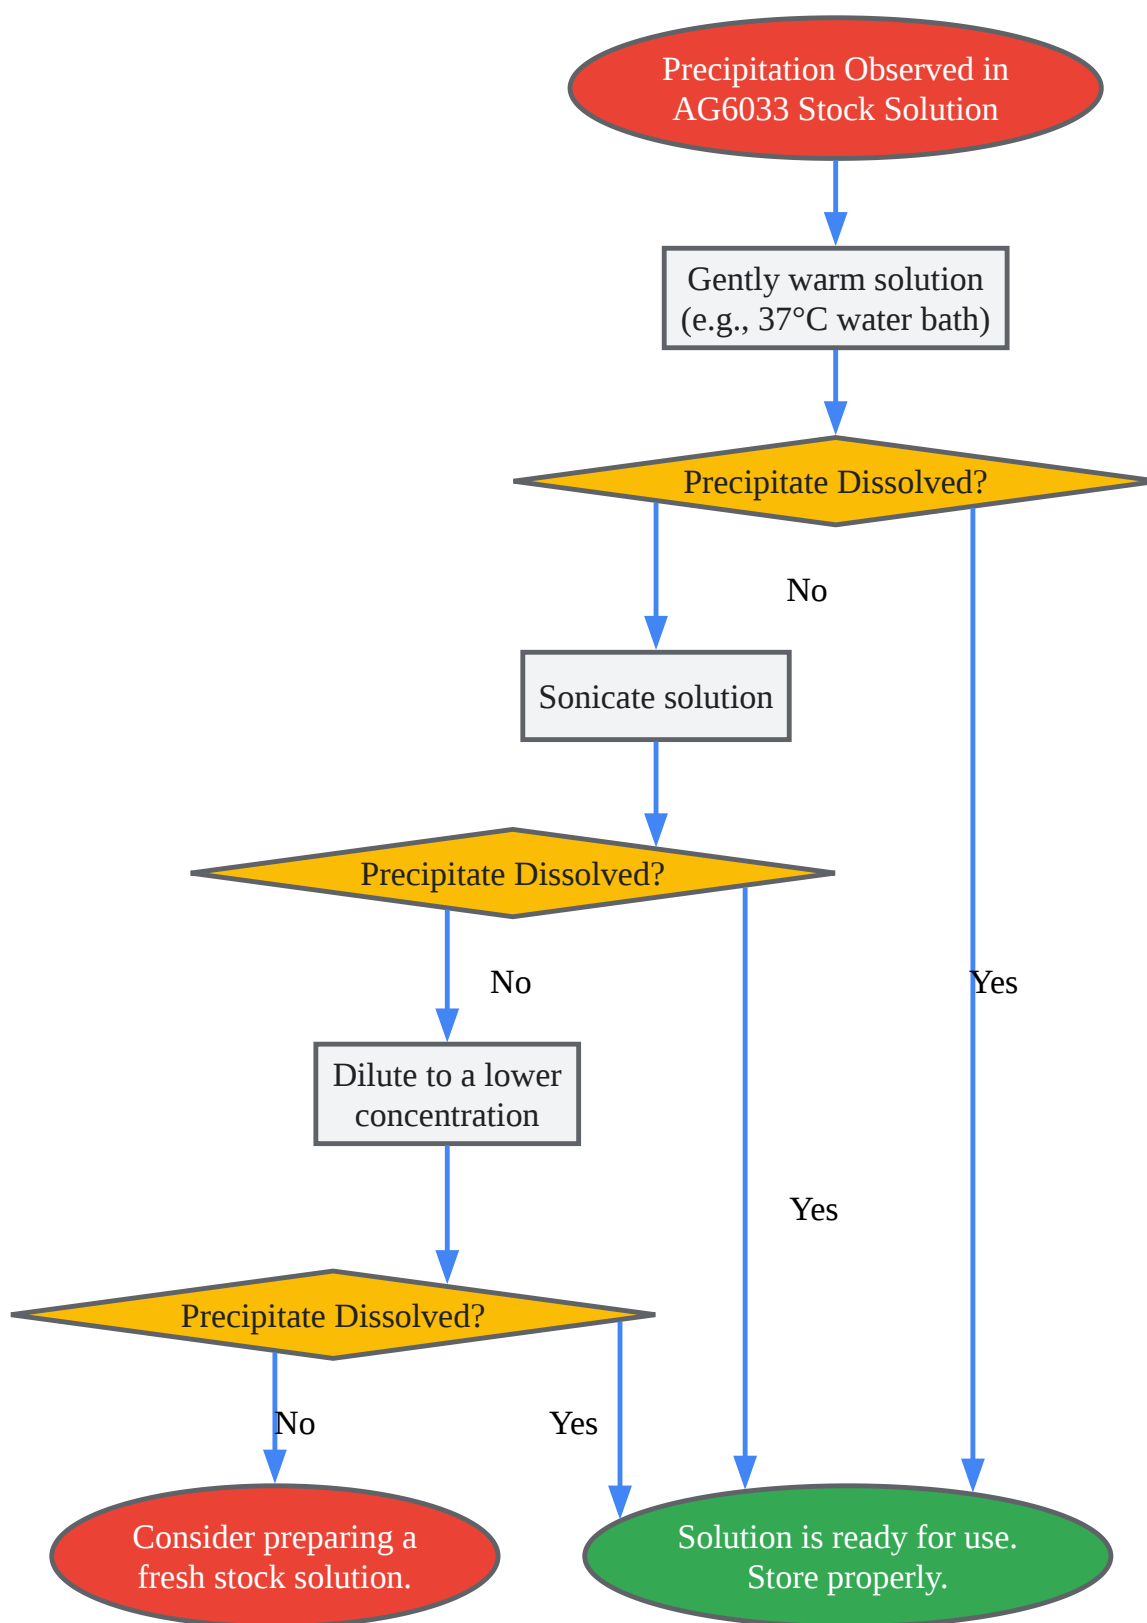 Precipitation Observed in
AG6033 Stock Solution
Gently warm solution
(e.g., 37°C water bath)
Precipitate Dissolved?
No
Sonicate solution
Precipitate Dissolved?
No
Yes
Dilute to a lower
concentration
Yes
Precipitate Dissolved?
No
Yes
Consider preparing a
fresh stock solution.
Solution is ready for use.
Store properly.